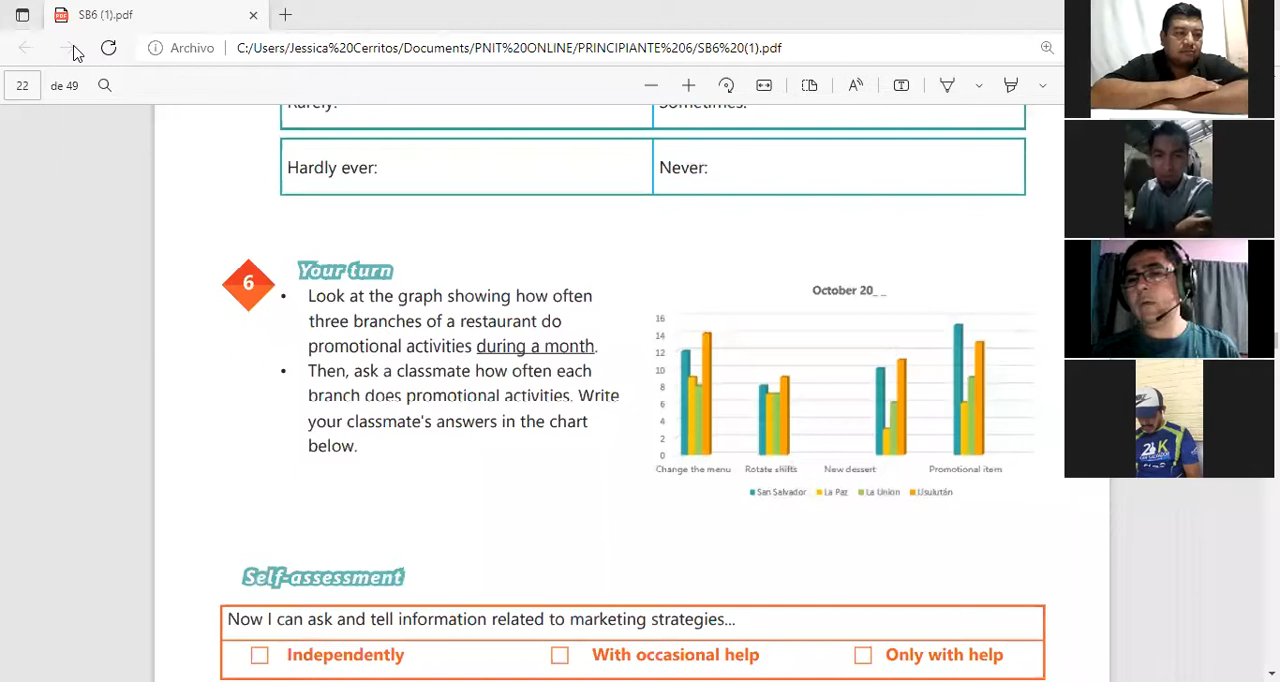 SB6 (1).pdf
Archivo
C:/Users/Jessica%20Cerritos/Documents/PNIT%20ONLINE/PRINCIPIANTE%206/SB6%20(1).pdf
22 de 49
Rarely: Sometimes:
Hardly ever: Never:
6
Your turn
• Look at the graph showing how often
three branches of a restaurant do
promotional activities during a month.
• Then, ask a classmate how often each
branch does promotional activities. Write
your classmate's answers in the chart
below.
October 20_ _
16
14
12
10
8
6
4
2
0
Change the menu Rotate shifts New dessert Promotional item
San Salvador La Paz La Union Usulután
Self-assessment
Now I can ask and tell information related to marketing strategies...
Independently With occasional help Only with help